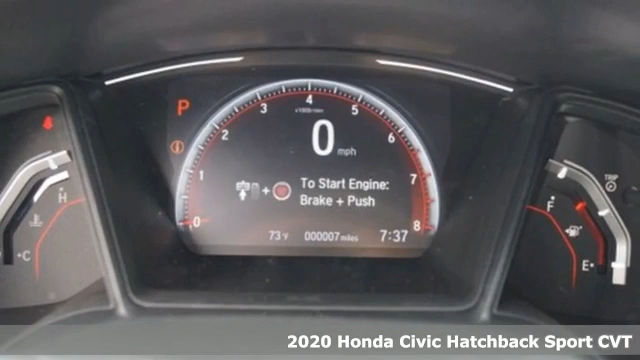 P
0 1 2 3 4 5 6 7 8
x1000r/min
0 mph
To Start Engine:
Brake + Push
73°F 000007 miles 7:37
H
C
TRIP
F
E
2020 Honda Civic Hatchback Sport CVT